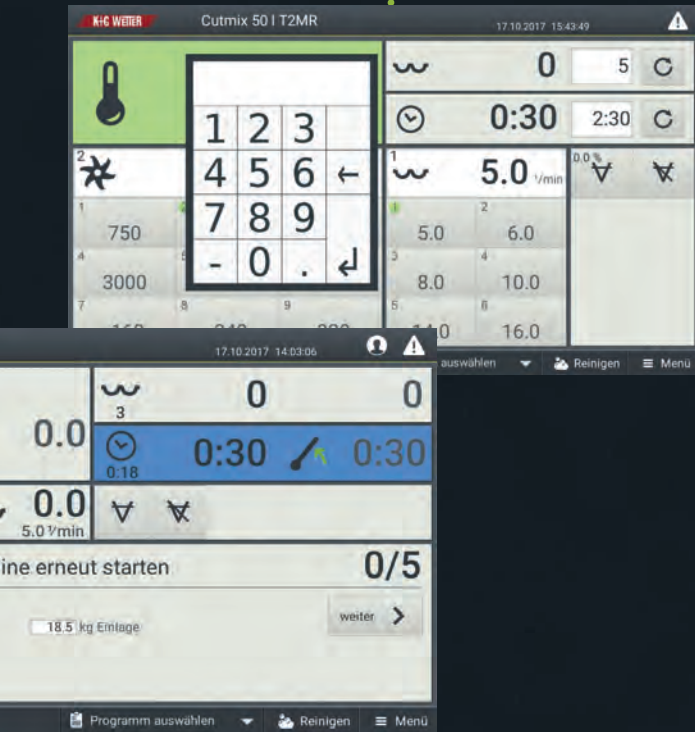 K+G WETTER Cutmix 50 I T2MR 17.10.2017 15:43:49
0 5
1 2 3
0:30 2:30
4 5 6 ←
2 1 5.0 1/min 0.0 %
7 8 9
1 750 1 5.0 2 6.0
- 0 . ↲
4 3000 3 8.0 4 10.0
7 8 9 5 6 16.0
auswählen Reinigen Menü
17.10.2017 14:03:06
0.0 3 0 0
0:18 0:30 0:30
0.0
5.0 1/min
ine erneut starten 0/5
18.5 kg Einlage weiter
Programm auswählen Reinigen Menü